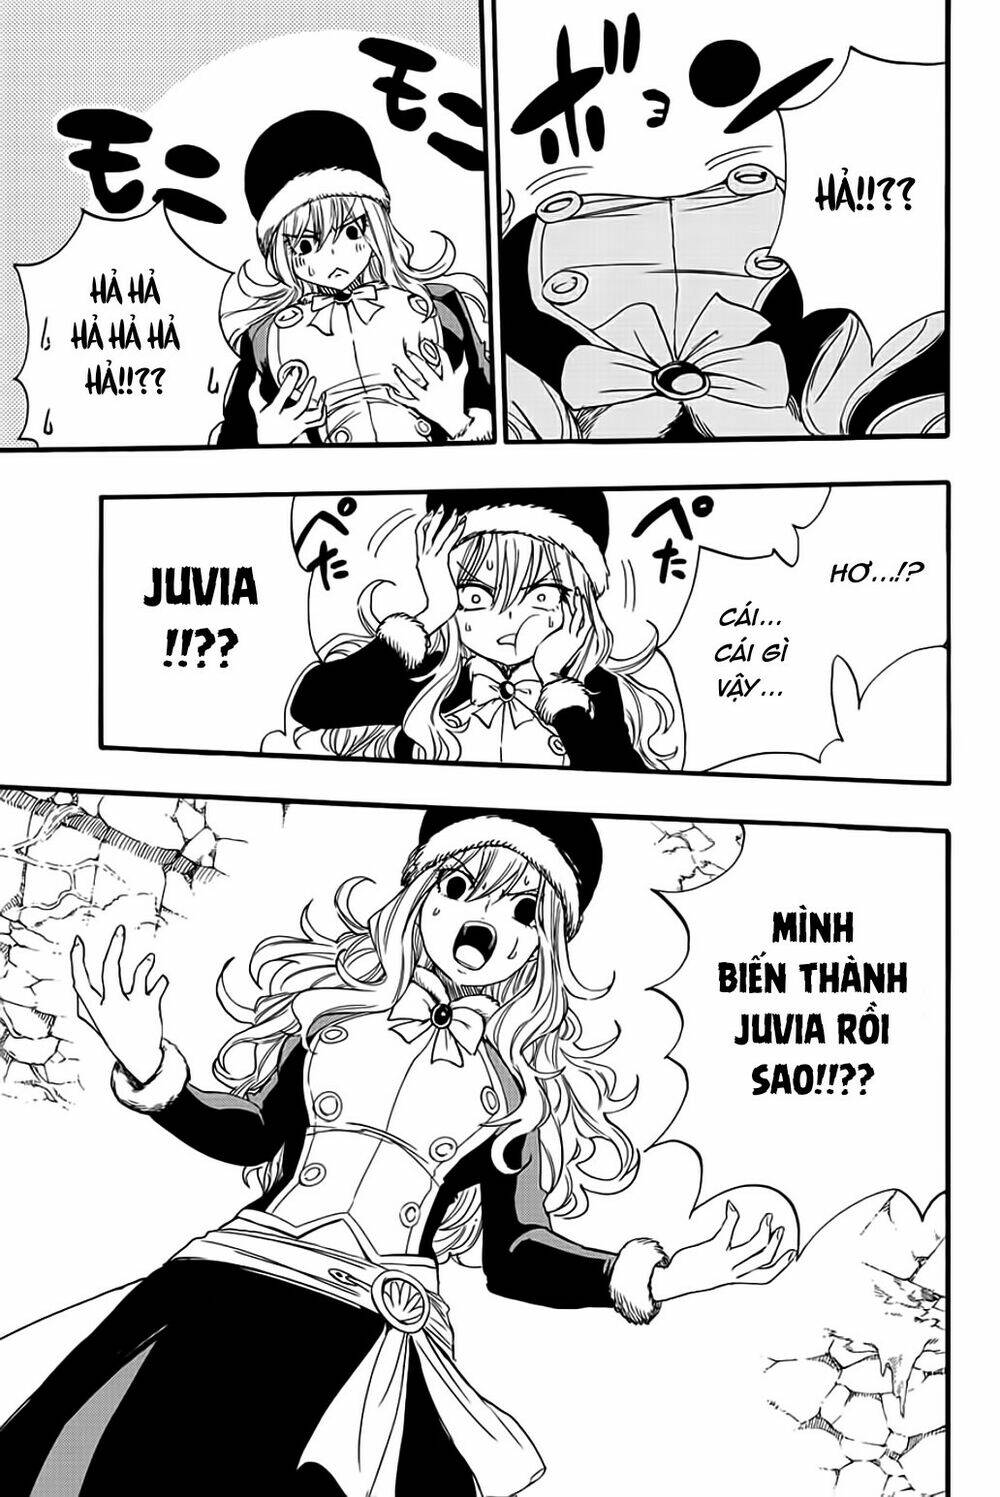 ボヨン
HẢ!!??
モニ
モニ
HẢ HẢ
HẢ HẢ HẢ
HẢ!!??
HƠ...!?
CÁI...
CÁI GÌ
VẬY...
ぺた
ぺた
JUVIA
!!??
MÌNH
BIẾN THÀNH
JUVIA RỒI
SAO!!??